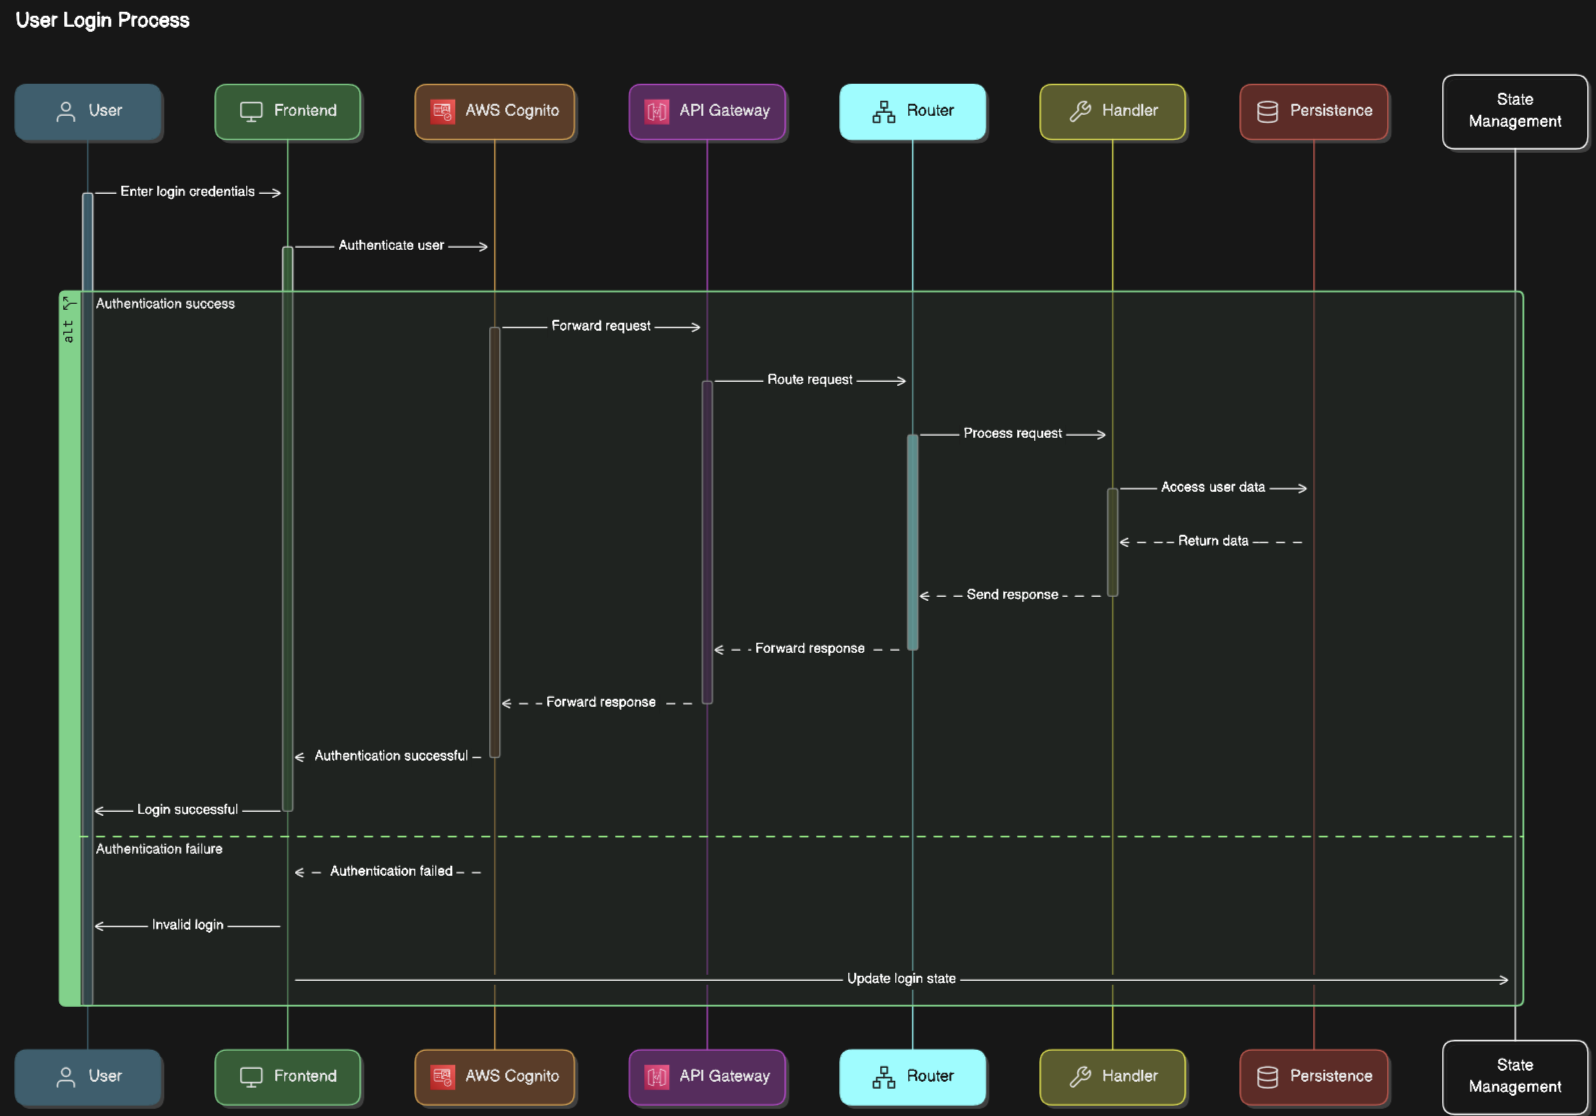 User Login Process
User
Frontend
AWS Cognito
API Gateway
Router
Handler
Persistence
State
Management
Enter login credentials
Authenticate user
alt
Authentication success
Forward request
Route request
Process request
Access user data
Return data
Send response
Forward response
Forward response
Authentication successful
Login successful
Authentication failure
Authentication failed
Invalid login
Update login state
User
Frontend
AWS Cognito
API Gateway
Router
Handler
Persistence
State
Management